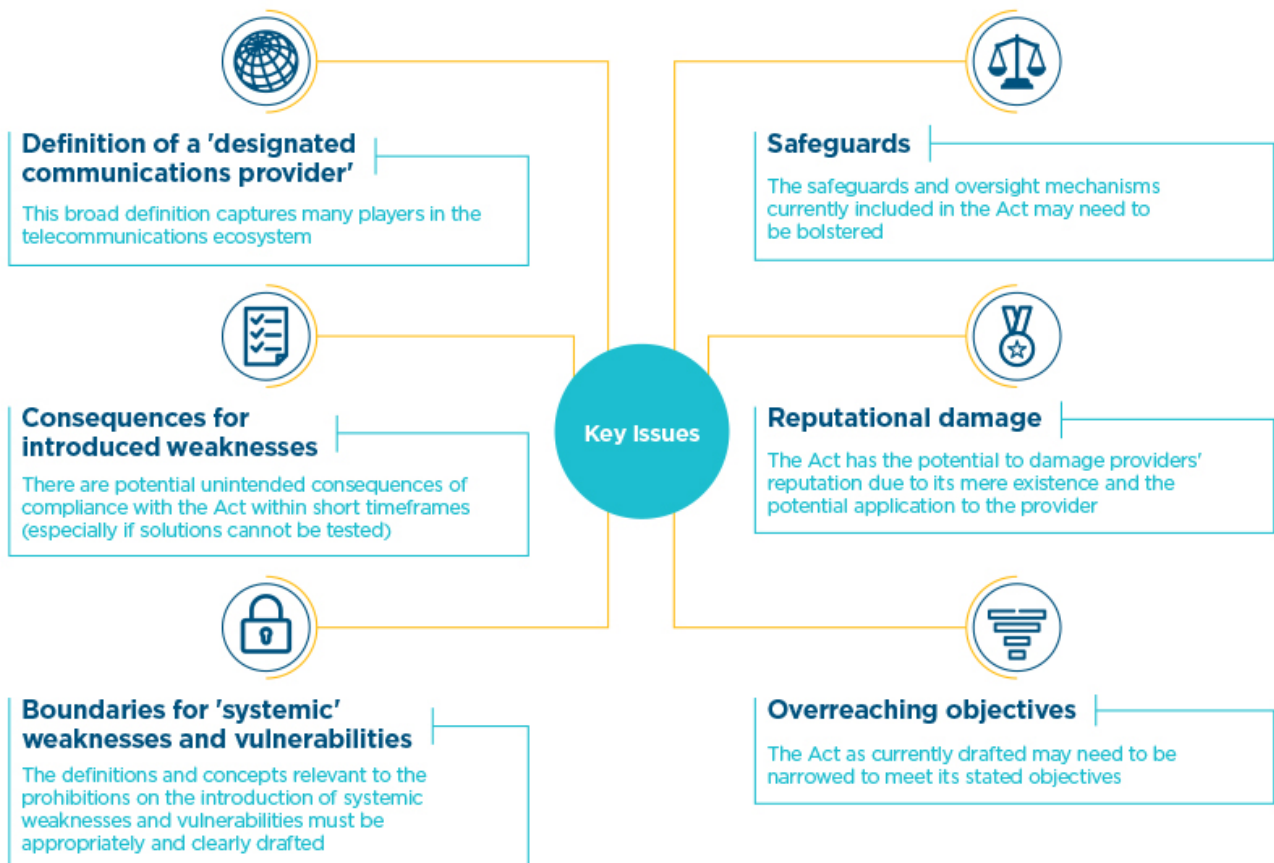 Definition of a 'designated
communications provider'
This broad definition captures many players in the
telecommunications ecosystem
Consequences for
introduced weaknesses
There are potential unintended consequences of
compliance with the Act within short timeframes
(especially if solutions cannot be tested)
Boundaries for 'systemic'
weaknesses and vulnerabilities
The definitions and concepts relevant to the
prohibitions on the introduction of systemic
weaknesses and vulnerabilities must be
appropriately and clearly drafted
Key Issues
Safeguards
The safeguards and oversight mechanisms
currently included in the Act may need to
be bolstered
Reputational damage
The Act has the potential to damage providers'
reputation due to its mere existence and the
potential application to the provider
Overreaching objectives
The Act as currently drafted may need to be
narrowed to meet its stated objectives